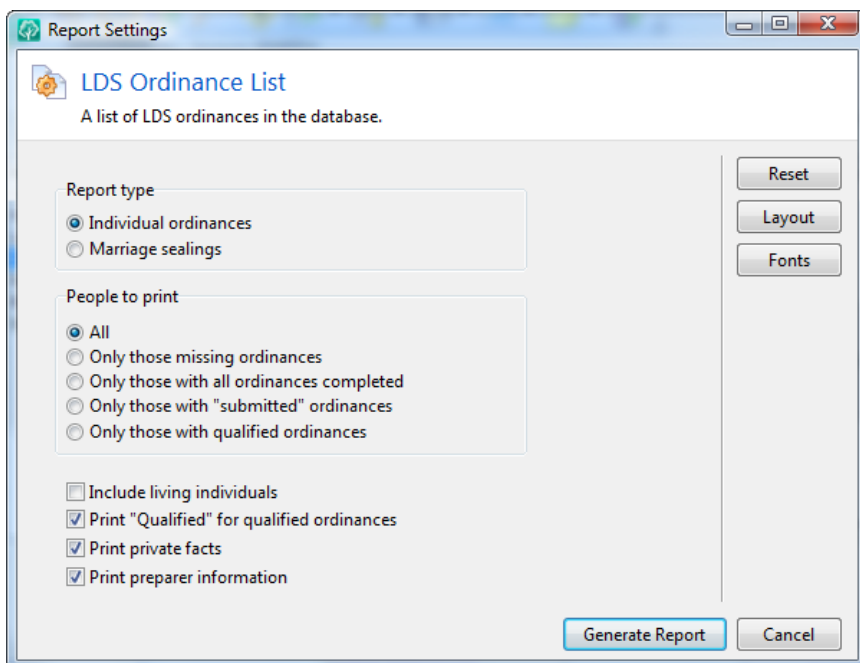 Report Settings
LDS Ordinance List
A list of LDS ordinances in the database.
Report type
Individual ordinances
Marriage sealings
People to print
All
Only those missing ordinances
Only those with all ordinances completed
Only those with "submitted" ordinances
Only those with qualified ordinances
Include living individuals
Print "Qualified" for qualified ordinances
Print private facts
Print preparer information
Reset
Layout
Fonts
Generate Report
Cancel